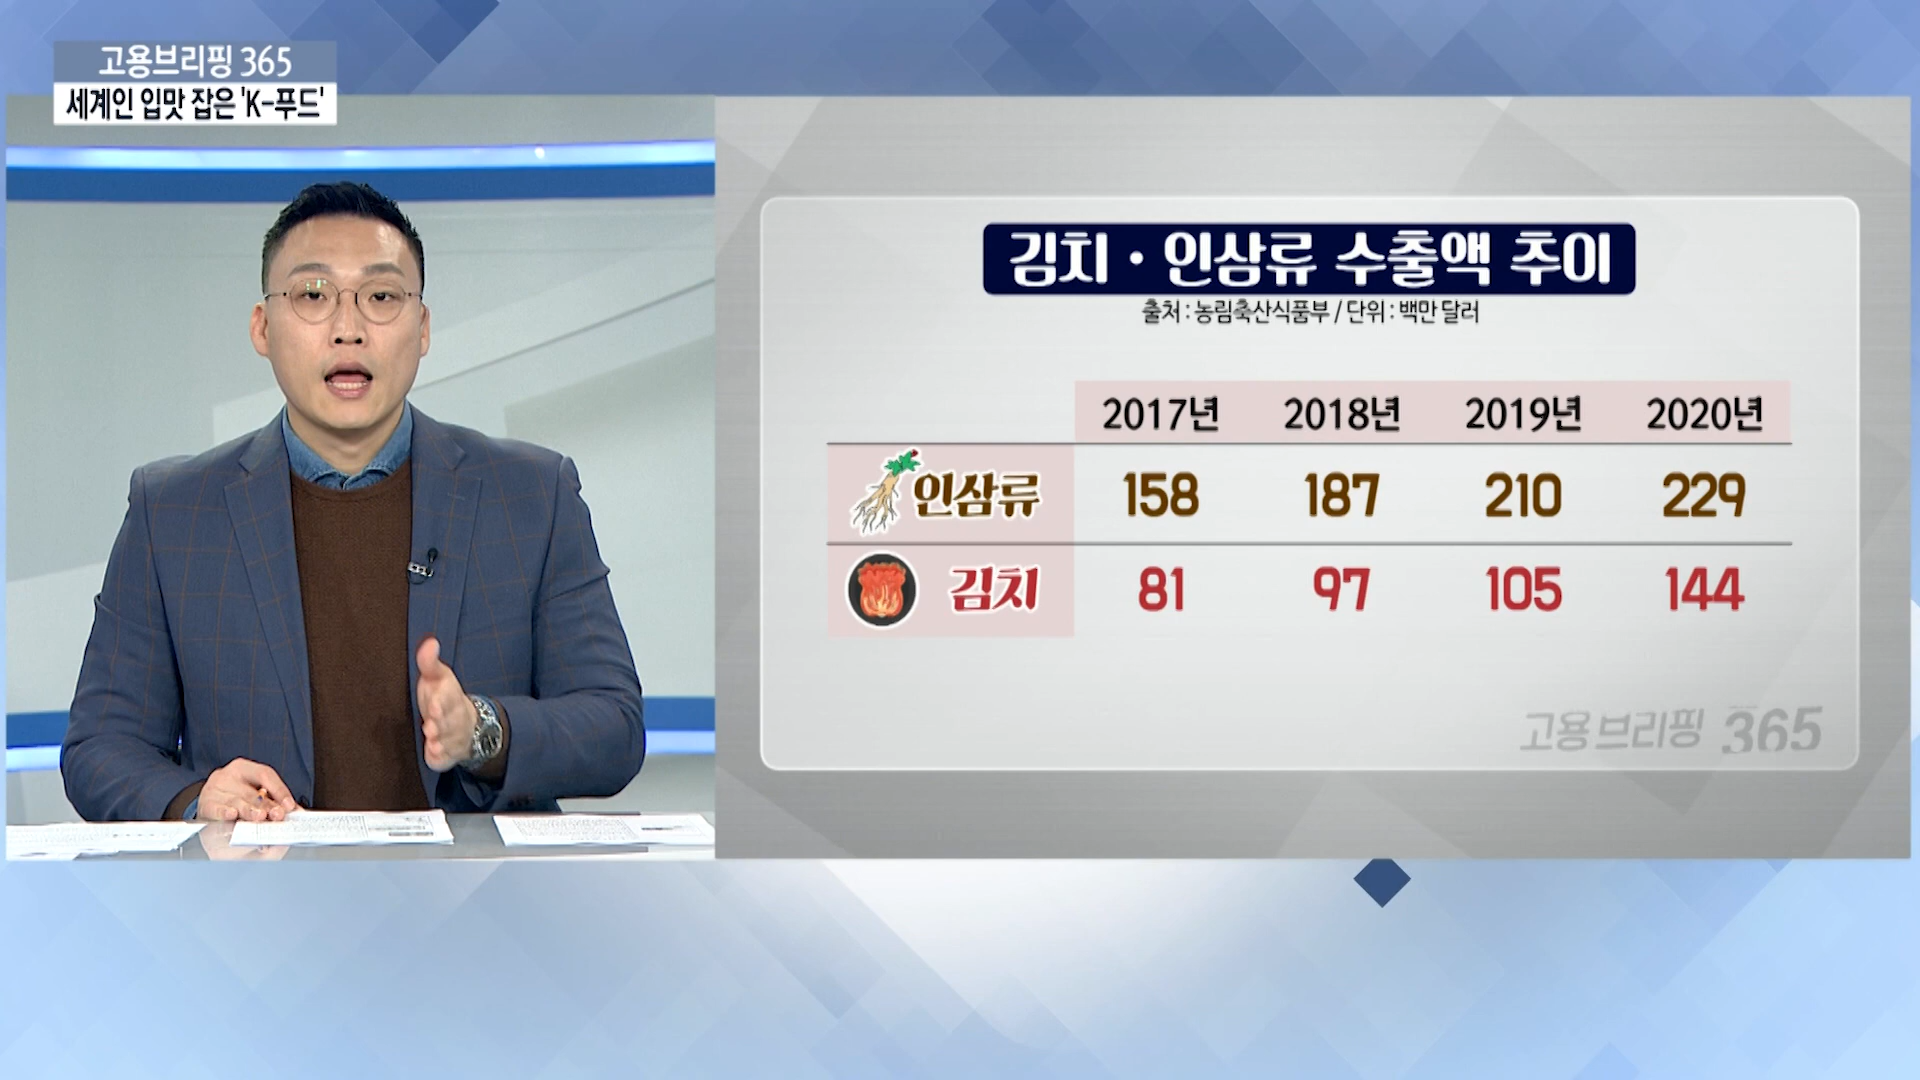 고용브리핑 365
세계인 입맛 잡은 'K-푸드'
김치·인삼류 수출액 추이
출처 : 농림축산식품부 / 단위 : 백만 달러
2017년 2018년 2019년 2020년
인삼류 158 187 210 229
김치 81 97 105 144
고용브리핑 365